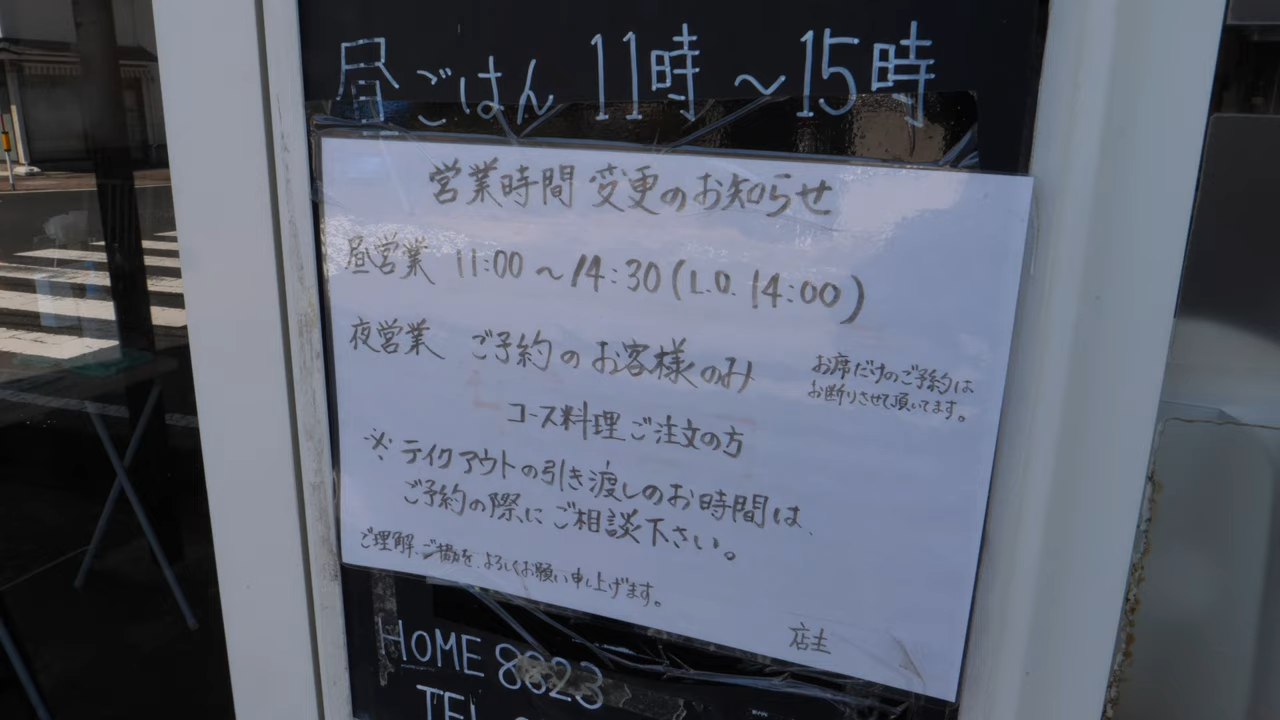 昼ごはん 11時～15時
営業時間変更のお知らせ
昼営業 11:00～14:30(L.O. 14:00)
夜営業 ご予約のお客様のみ
お席だけのご予約は
お断りさせて頂いてます。
コース料理ご注文の方
※テイクアウトの引き渡しのお時間は、
ご予約の際にご相談下さい。
ご理解、ご協力を、よろしくお願い申し上げます。
店主
HOME 8823
TEL